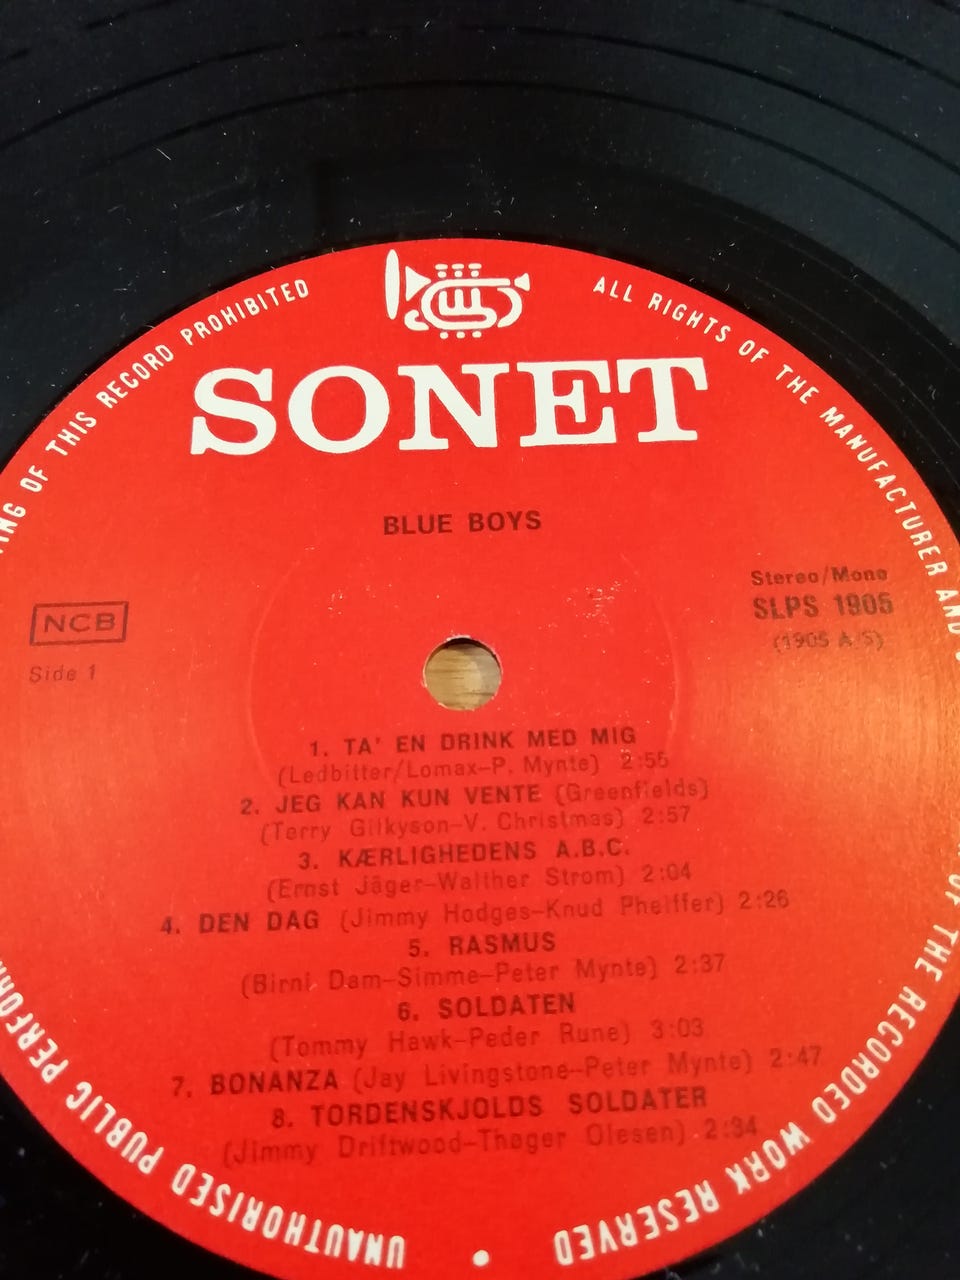 SONET
BLUE BOYS
Stereo/Mono
SLPS 1905
(1905 A/S)
NCB
Side 1
1. TA' EN DRINK MED MIG
(Ledbitter/Lomax-P. Mynte) 2:55
2. JEG KAN KUN VENTE (Greenfields)
(Terry Gilkyson-V. Christmas) 2:57
3. KÆRLIGHEDENS A.B.C.
(Ernst Jäger-Walther Strom) 2:04
4. DEN DAG (Jimmy Hodges-Knud Pheiffer) 2:26
5. RASMUS
(Birni Dam-Simme-Peter Mynte) 2:37
6. SOLDATEN
(Tommy Hawk-Peder Rune) 3:03
7. BONANZA (Jay Livingstone-Peter Mynte) 2:47
8. TORDENSKJOLDS SOLDATER
(Jimmy Driftwood-Thøger Olesen) 2:34
ALL RIGHTS OF THE MANUFACTURER AND
OF THE RECORDED WORK RESERVED
• UNAUTHORISED PUBLIC
OF THIS RECORD PROHIBITED